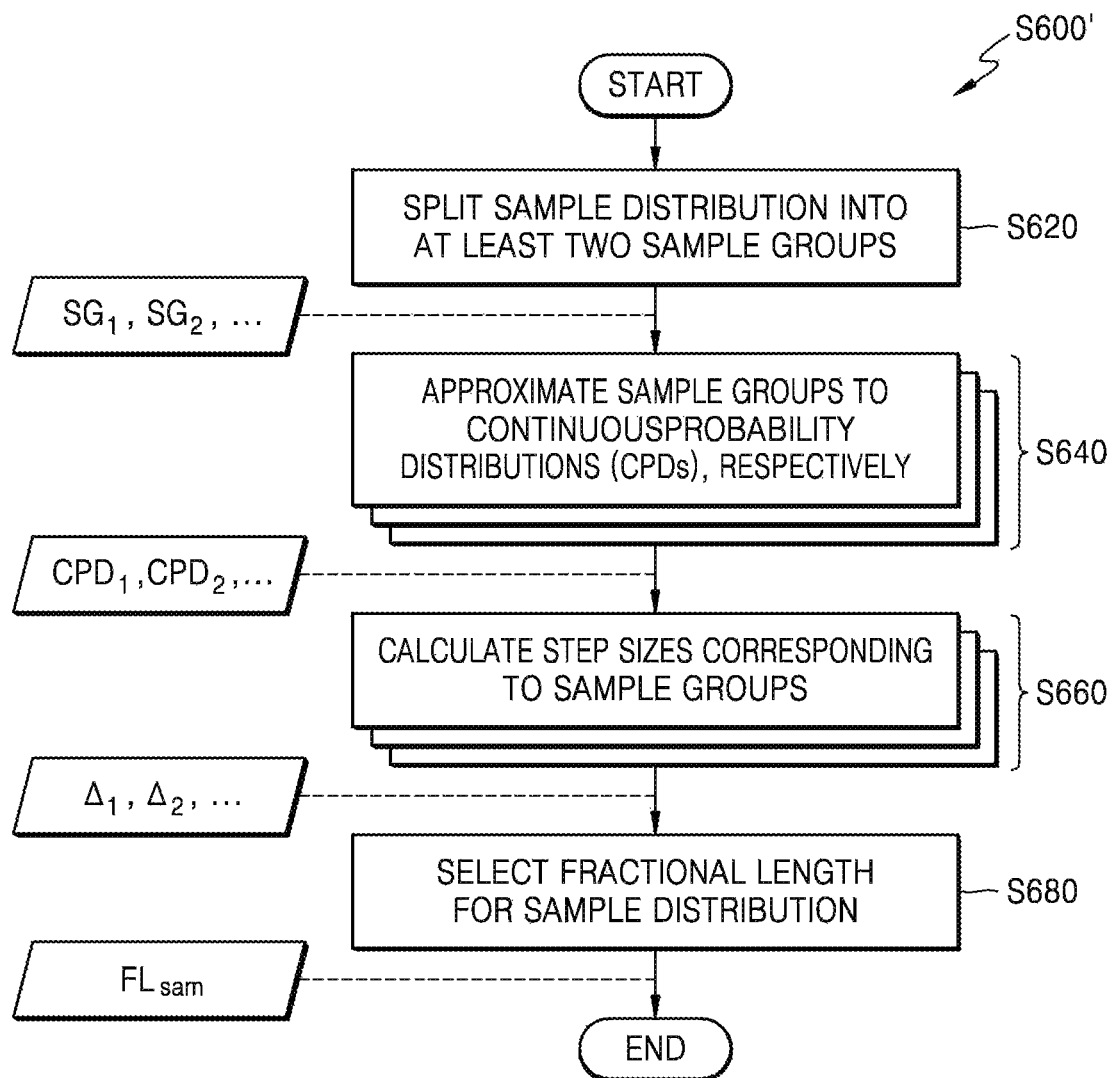 S600'
START
SPLIT SAMPLE DISTRIBUTION INTO
AT LEAST TWO SAMPLE GROUPS
S620
SG₁, SG₂, ...
APPROXIMATE SAMPLE GROUPS TO
CONTINUOUSPROBABILITY
DISTRIBUTIONS (CPDs), RESPECTIVELY
S640
CPD₁,CPD₂,...
CALCULATE STEP SIZES CORRESPONDING
TO SAMPLE GROUPS
S660
Δ₁, Δ₂, ...
SELECT FRACTIONAL LENGTH
FOR SAMPLE DISTRIBUTION
S680
FLsam
END